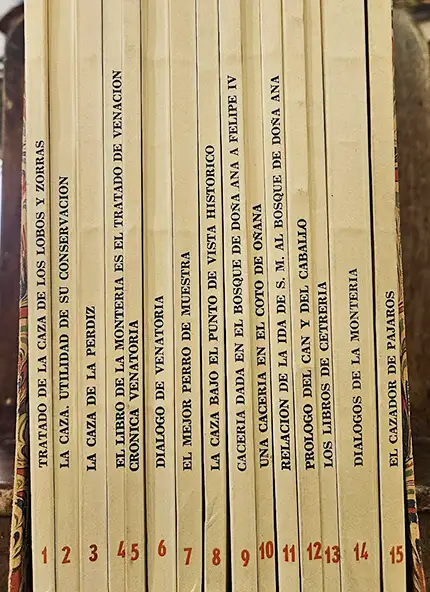 TRATADO DE LA CAZA DE LOS LOBOS Y ZORRAS
1
LA CAZA. UTILIDAD DE SU CONSERVACION
2
LA CAZA DE LA PERDIZ
3
EL LIBRO DE LA MONTERIA ES EL TRATADO DE VENACION
4
CRONICA VENATORIA
5
DIALOGO DE VENATORIA
6
EL MEJOR PERRO DE MUESTRA
7
LA CAZA BAJO EL PUNTO DE VISTA HISTORICO
8
CACERIA DADA EN EL BOSQUE DE DOÑA ANA A FELIPE IV
9
UNA CACERIA EN EL COTO DE OÑANA
10
RELACION DE LA IDA DE S. M. AL BOSQUE DE DOÑA ANA
11
PROLOGO DEL CAN Y DEL CABALLO
12
LOS LIBROS DE CETRERIA
13
DIALOGOS DE LA MONTERIA
14
EL CAZADOR DE PAJAROS
15